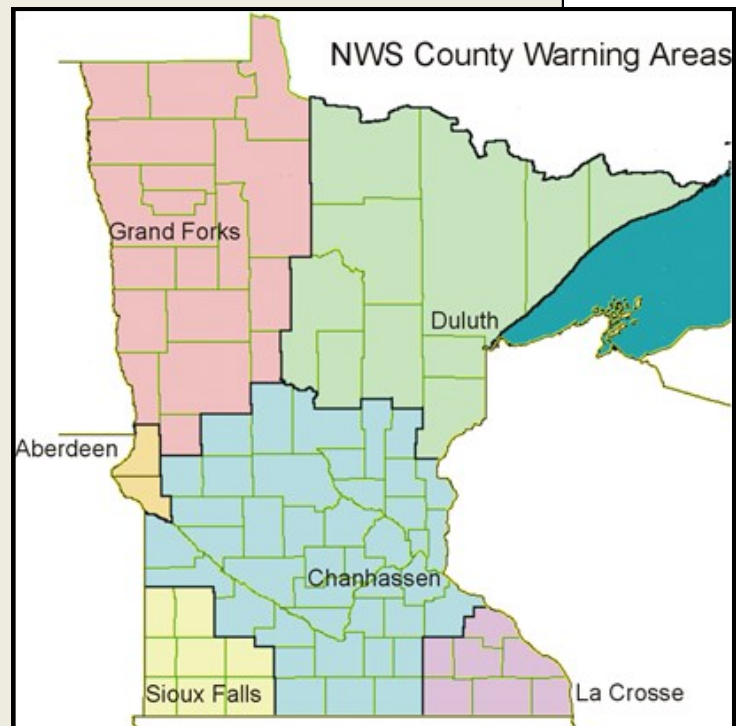 NWS County Warning Areas
Grand Forks
Duluth
Aberdeen
Chanhassen
Sioux Falls
La Crosse